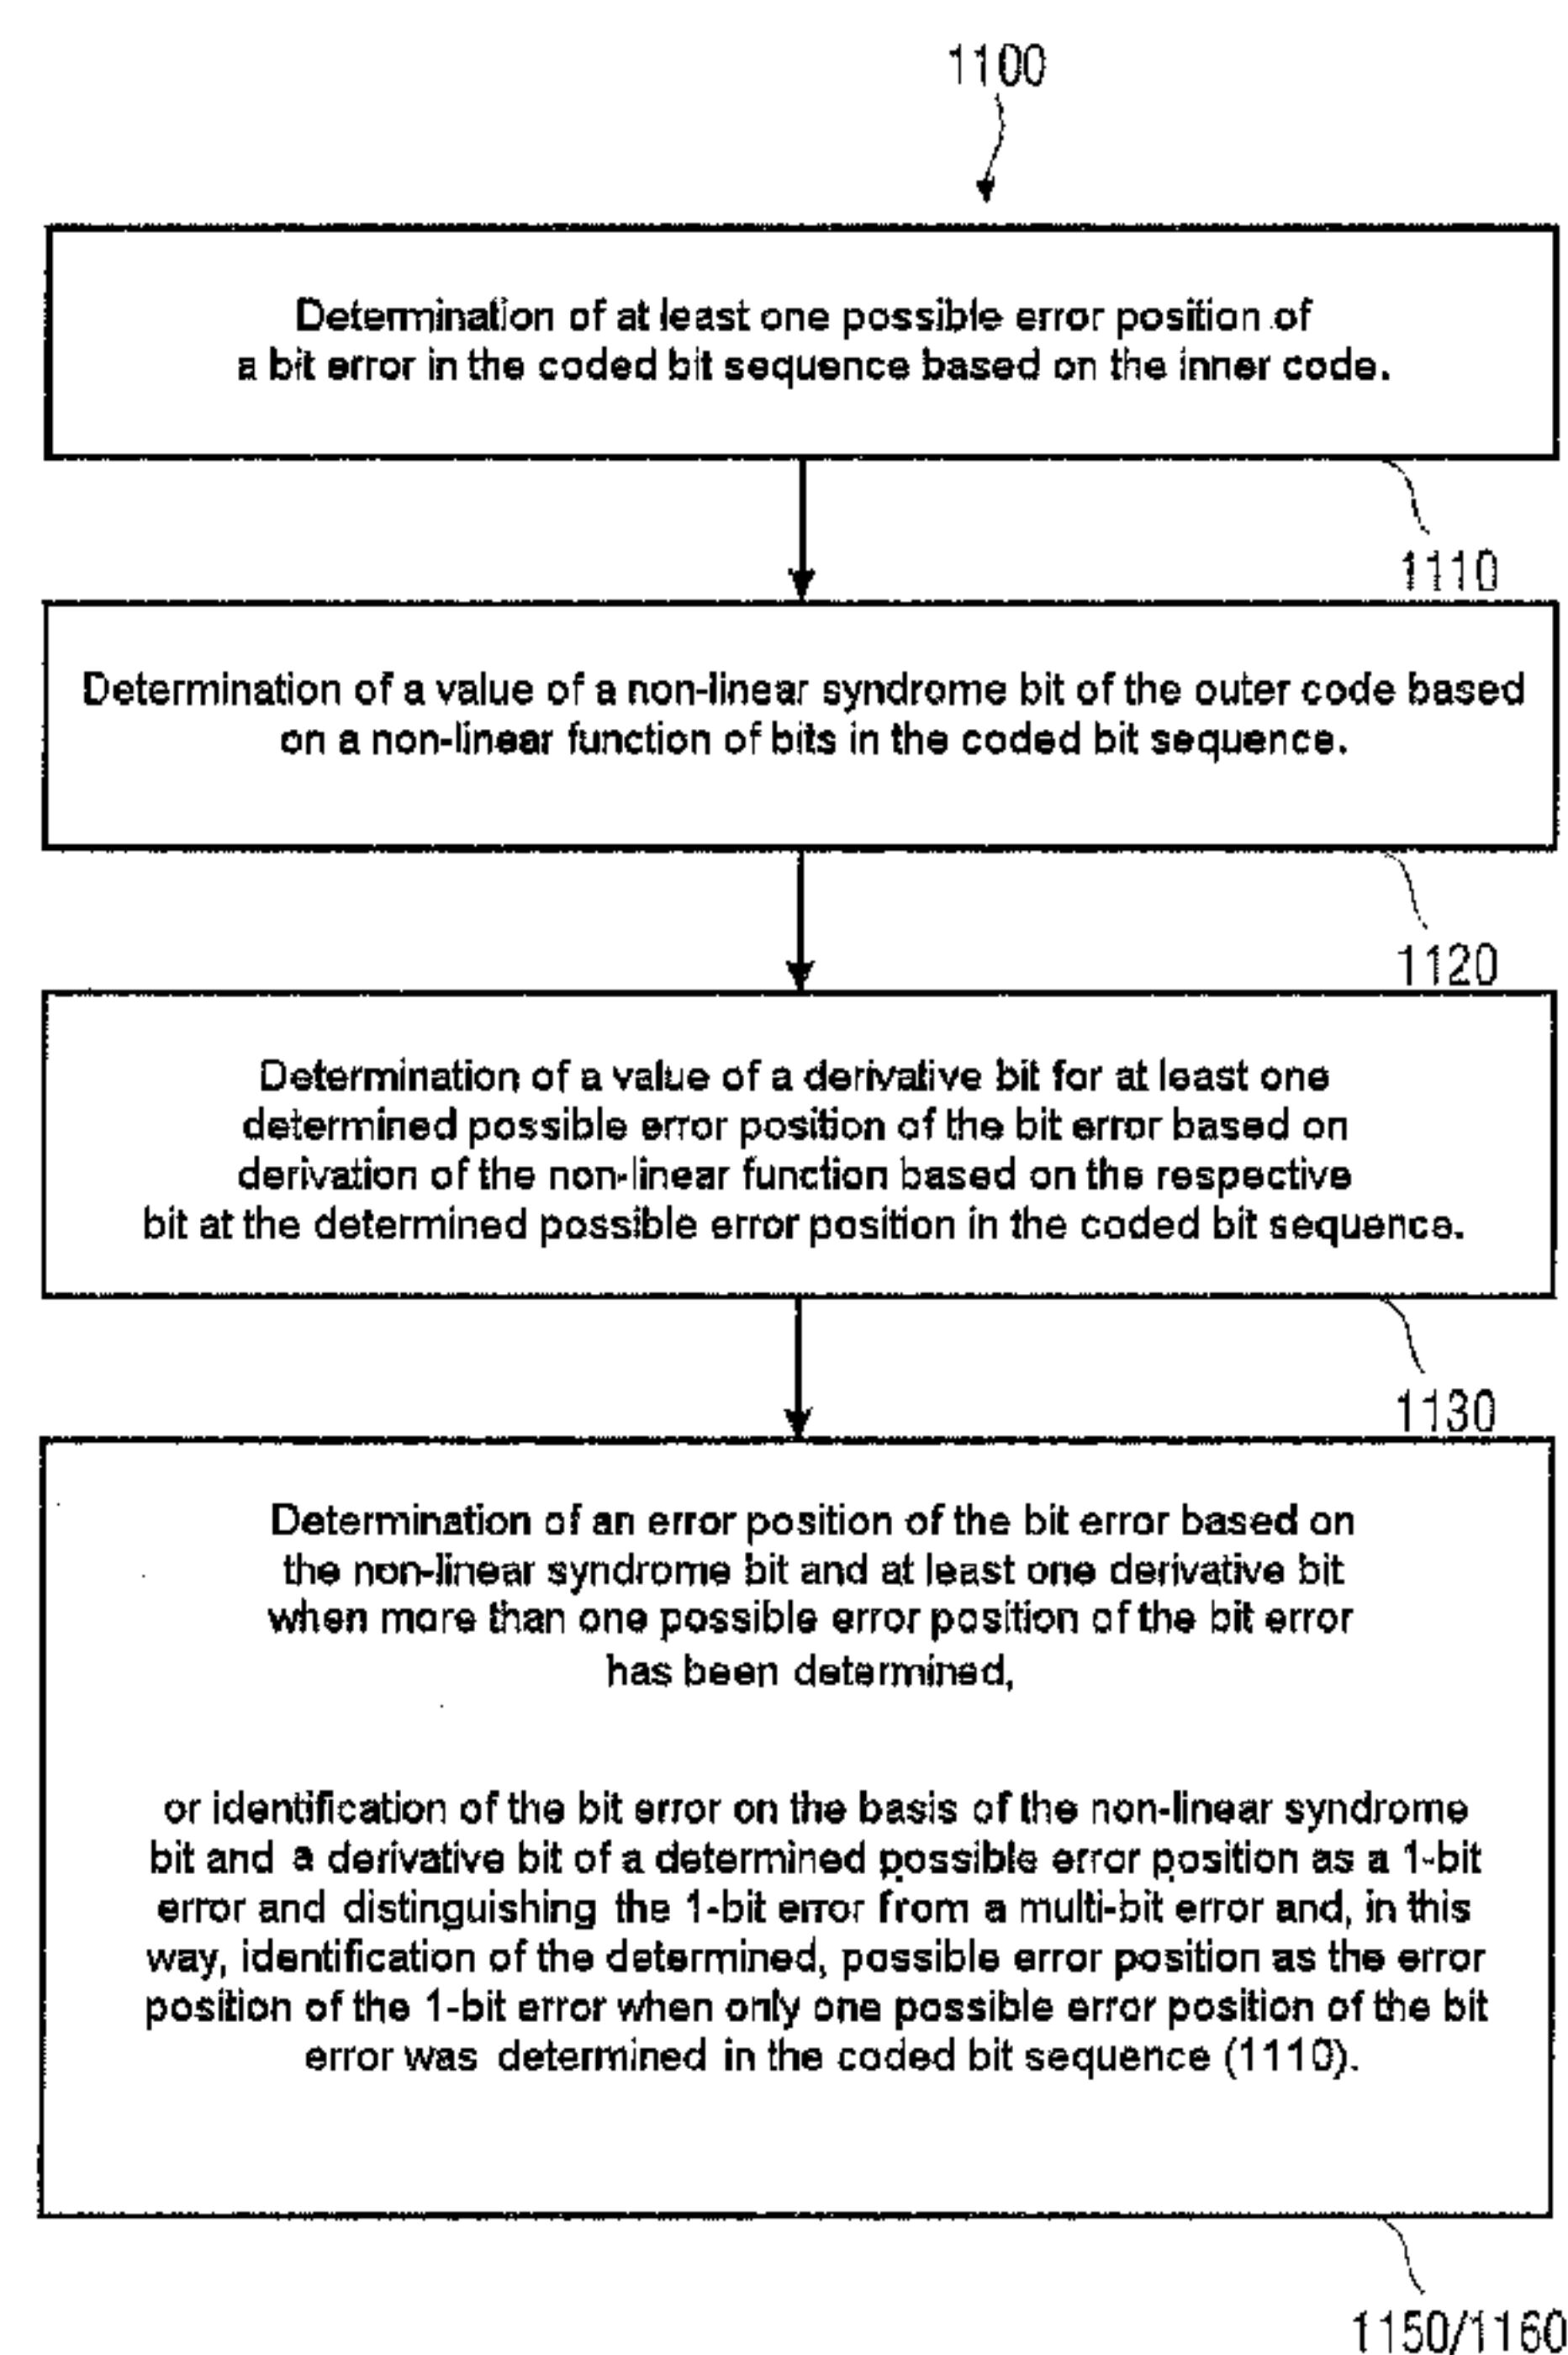 1100
Determination of at least one possible error position of
a bit error in the coded bit sequence based on the inner code.
1110
Determination of a value of a non-linear syndrome bit of the outer code based
on a non-linear function of bits in the coded bit sequence.
1120
Determination of a value of a derivative bit for at least one
determined possible error position of the bit error based on
derivation of the non-linear function based on the respective
bit at the determined possible error position in the coded bit sequence.
1130
Determination of an error position of the bit error based on
the non-linear syndrome bit and at least one derivative bit
when more than one possible error position of the bit error
has been determined,
or identification of the bit error on the basis of the non-linear syndrome
bit and a derivative bit of a determined possible error position as a 1-bit
error and distinguishing the 1-bit error from a multi-bit error and, in this
way, identification of the determined, possible error position as the error
position of the 1-bit error when only one possible error position of the bit
error was determined in the coded bit sequence (1110).
1150/1160